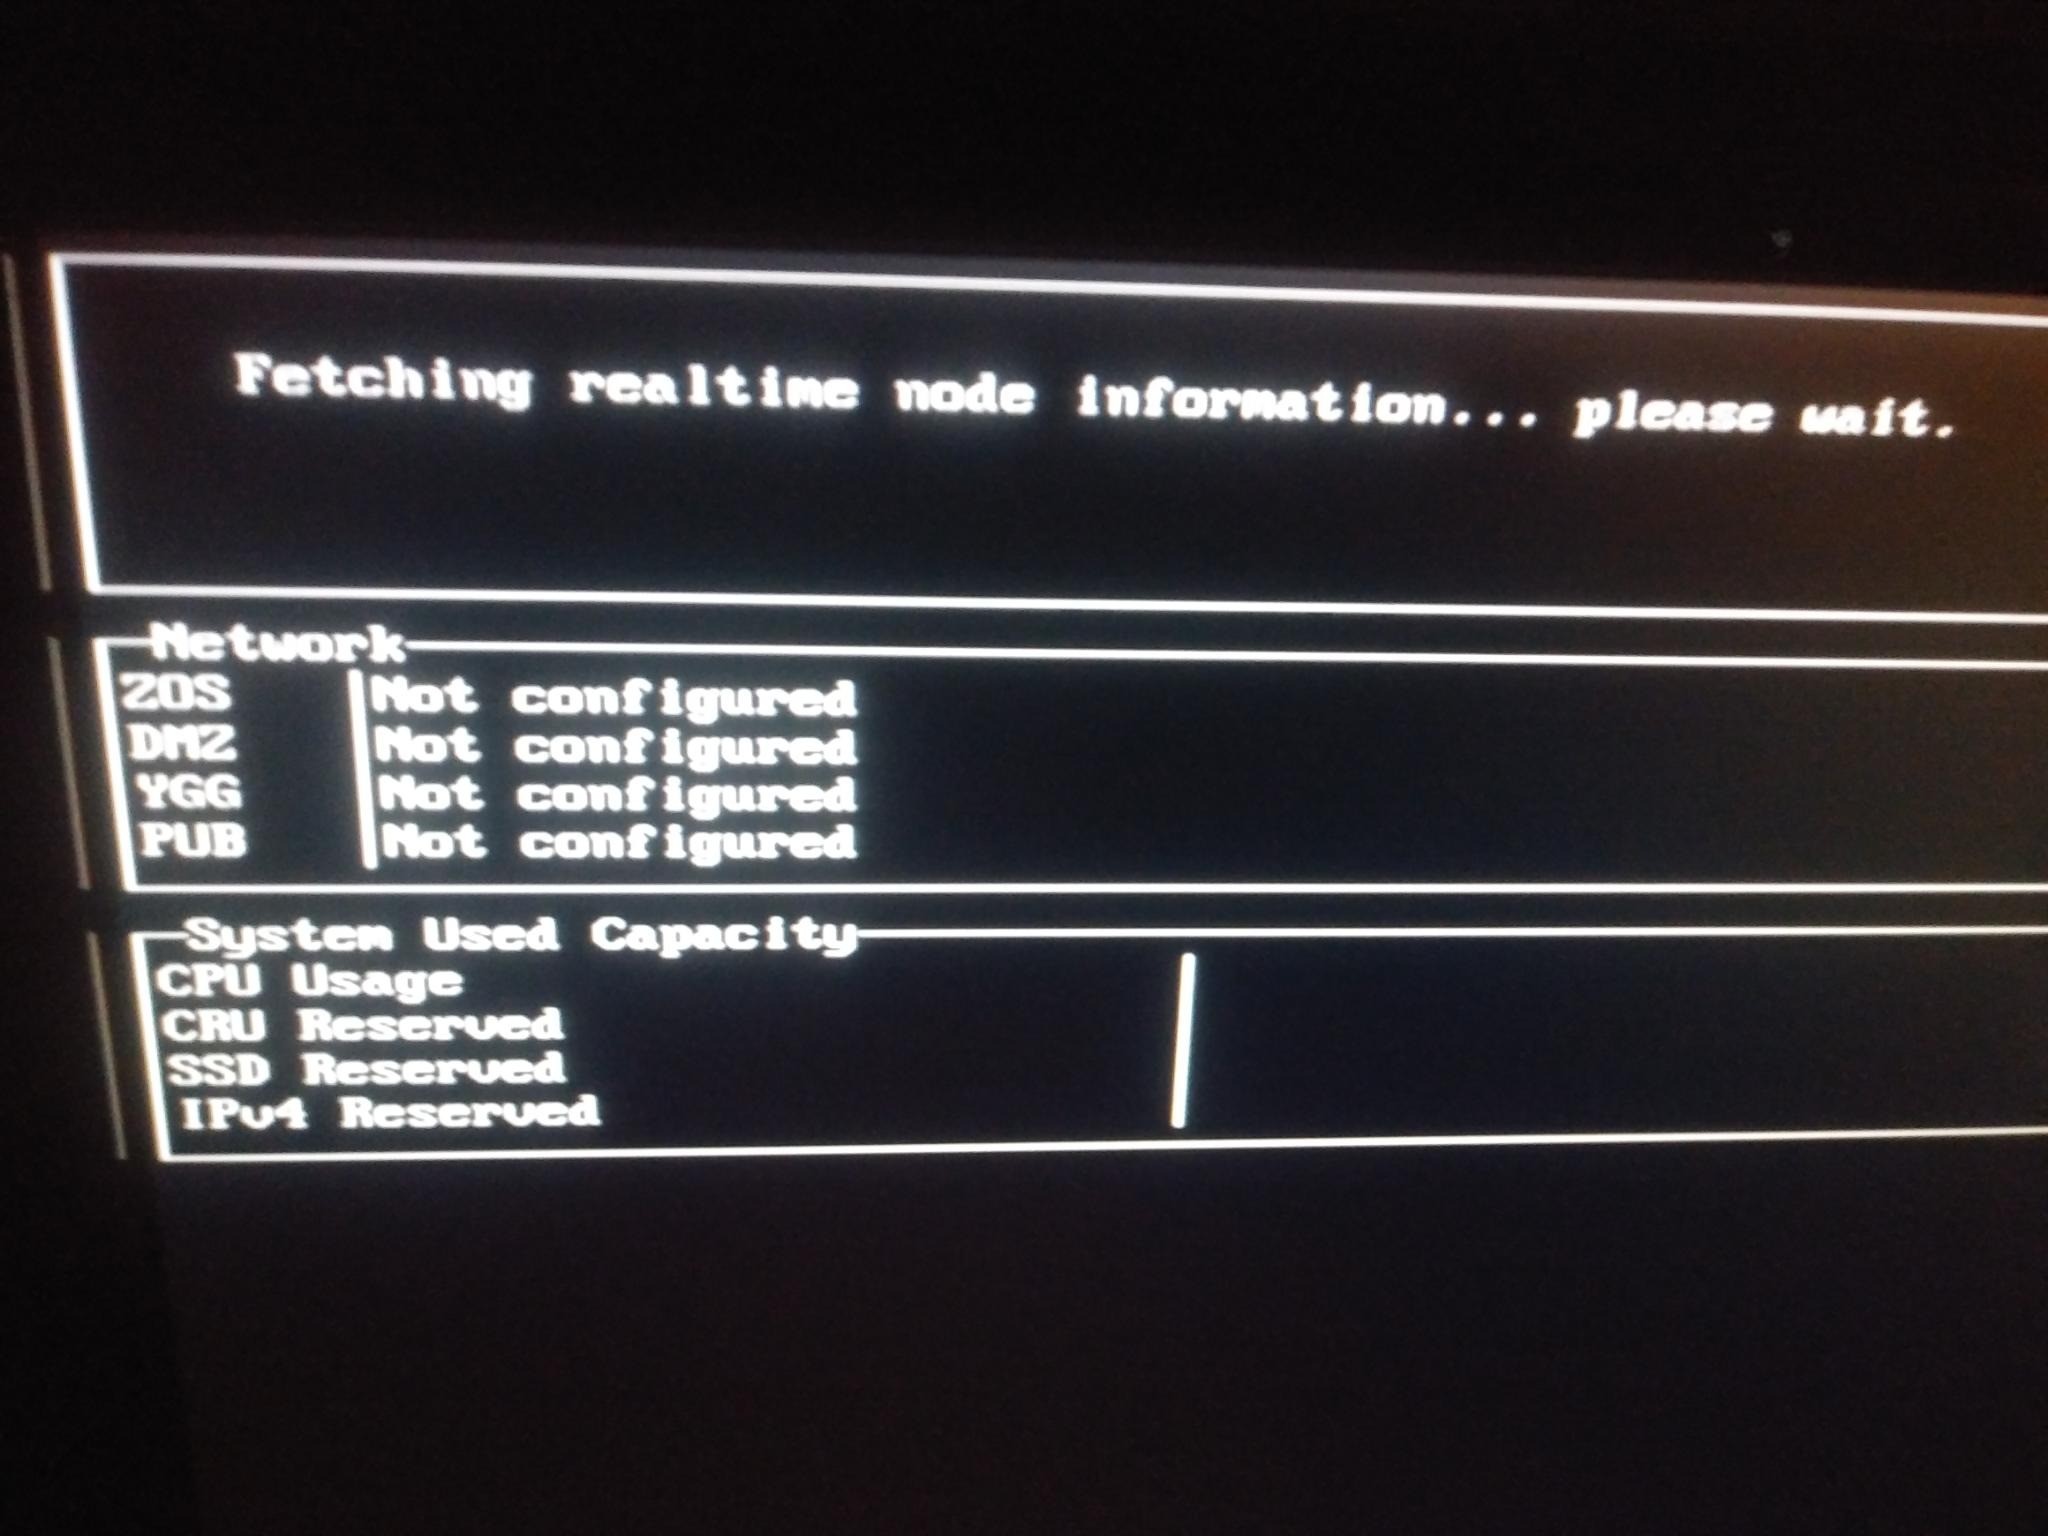 Fetching realtime node information... please wait.
Network
ZOS Not configured
DMZ Not configured
YGG Not configured
PUB Not configured
System Used Capacity
CPU Usage
CRU Reserved
SSD Reserved
IPv4 Reserved